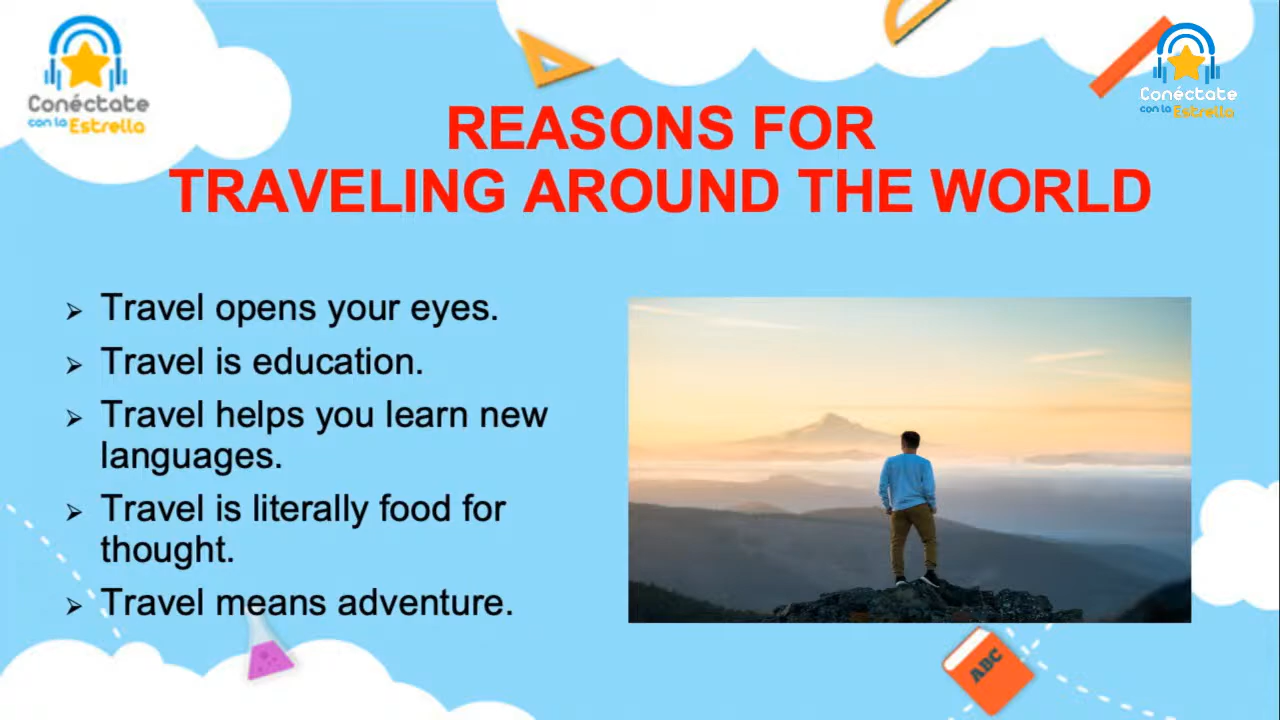 Conéctate
con la Estrella
Conéctate
con la Estrella
REASONS FOR
TRAVELING AROUND THE WORLD
➢ Travel opens your eyes.
➢ Travel is education.
➢ Travel helps you learn new
languages.
➢ Travel is literally food for
thought.
➢ Travel means adventure.
ABC